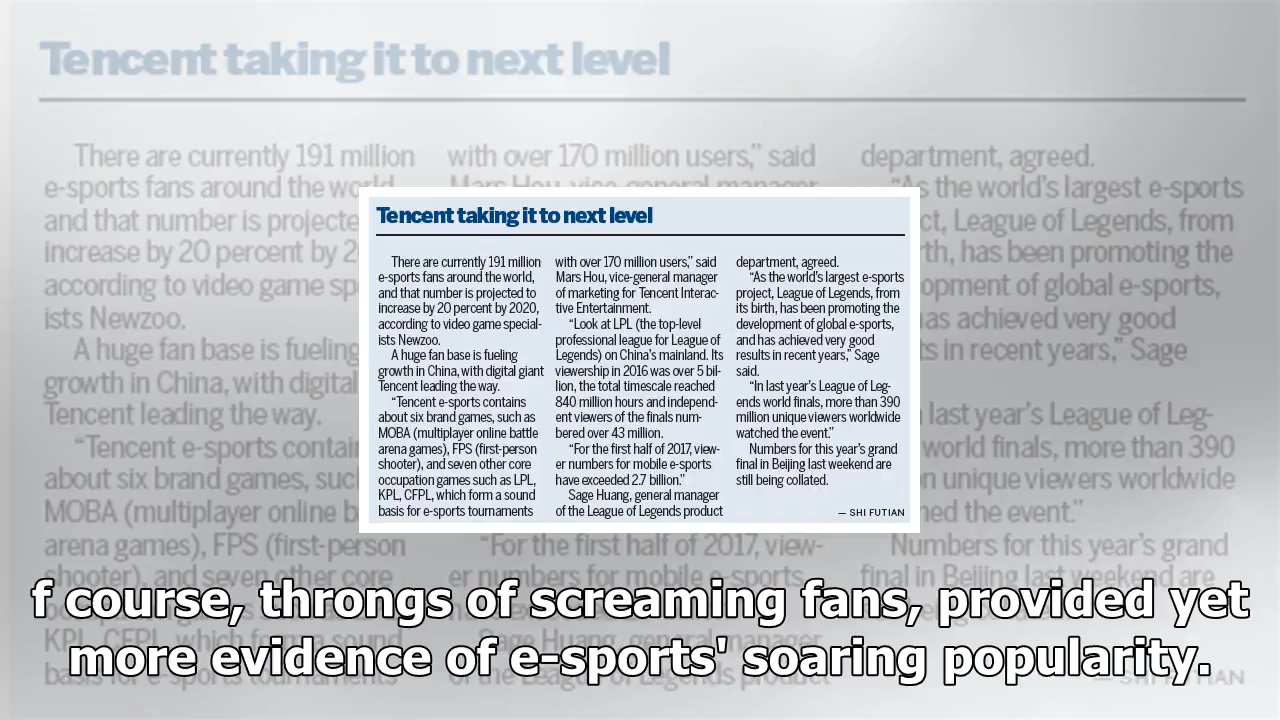 Tencent taking it to next level
There are currently 191 million
e-sports fans around the world,
and that number is projected to
increase by 20 percent by 2020,
according to video game special-
ists Newzoo.
A huge fan base is fueling
growth in China, with digital giant
Tencent leading the way.
“Tencent e-sports contains
about six brand games, such as
MOBA (multiplayer online battle
arena games), FPS (first-person
shooter), and seven other core
occupation games such as LPL,
KPL, CFPL, which form a sound
basis for e-sports tournaments
with over 170 million users,” said
Mars Hou, vice-general manager
of marketing for Tencent Interac-
tive Entertainment.
“Look at LPL (the top-level
professional league for League of
Legends) on China’s mainland. Its
viewership in 2016 was over 5 bil-
lion, the total timescale reached
840 million hours and independ-
ent viewers of the finals num-
bered over 43 million.
“For the first half of 2017, view-
er numbers for mobile e-sports
have exceeded 2.7 billion.”
Sage Huang, general manager
of the League of Legends product
department, agreed.
“As the world’s largest e-sports
project, League of Legends, from
its birth, has been promoting the
development of global e-sports,
and has achieved very good
results in recent years,” Sage
said.
“In last year’s League of Leg-
ends world finals, more than 390
million unique viewers worldwide
watched the event.”
Numbers for this year’s grand
final in Beijing last weekend are
still being collated.
— SHI FUTIAN
f course, throngs of screaming fans, provided yet
more evidence of e-sports' soaring popularity.